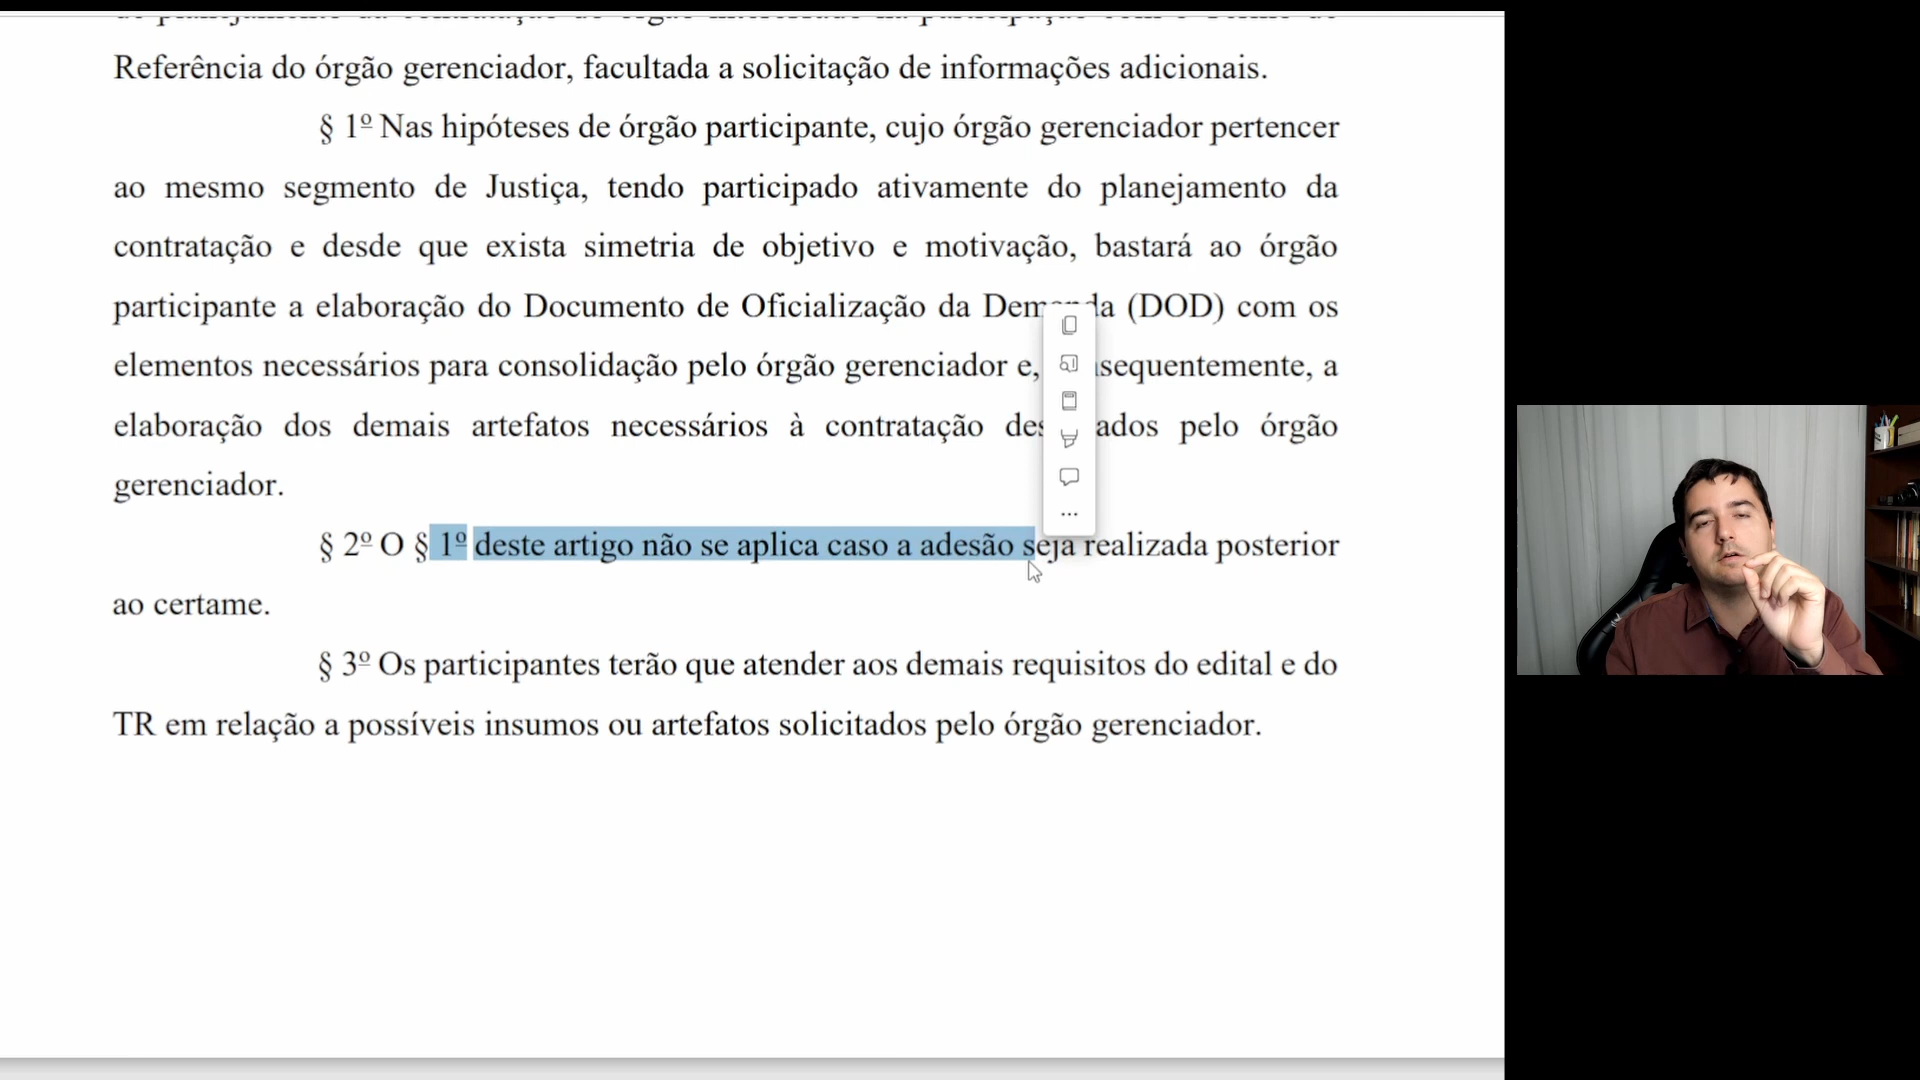 Referência do órgão gerenciador, facultada a solicitação de informações adicionais.
§ 1º Nas hipóteses de órgão participante, cujo órgão gerenciador pertencer
ao mesmo segmento de Justiça, tendo participado ativamente do planejamento da
contratação e desde que exista simetria de objetivo e motivação, bastará ao órgão
participante a elaboração do Documento de Oficialização da (DOD) com os
elementos necessários para consolidação pelo órgão gerenciador e, a
elaboração dos demais artefatos necessários à contratação pelo órgão
gerenciador.
§ 2º O § 1º deste artigo não se aplica caso a adesão seja realizada posterior
ao certame.
§ 3º Os participantes terão que atender aos demais requisitos do edital e do
TR em relação a possíveis insumos ou artefatos solicitados pelo órgão gerenciador.